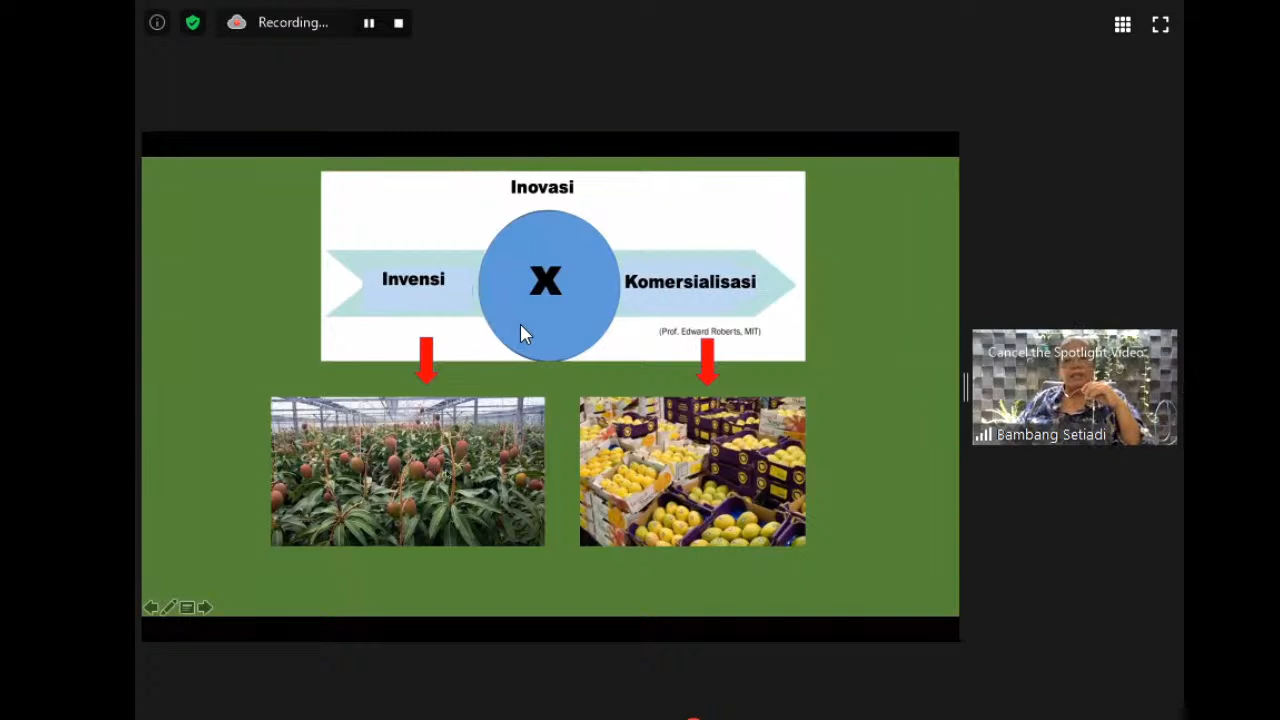 Recording...
Inovasi
Invensi
X
Komersialisasi
(Prof. Edward Roberts, MIT)
Cancel the Spotlight Video
Bambang Setiadi